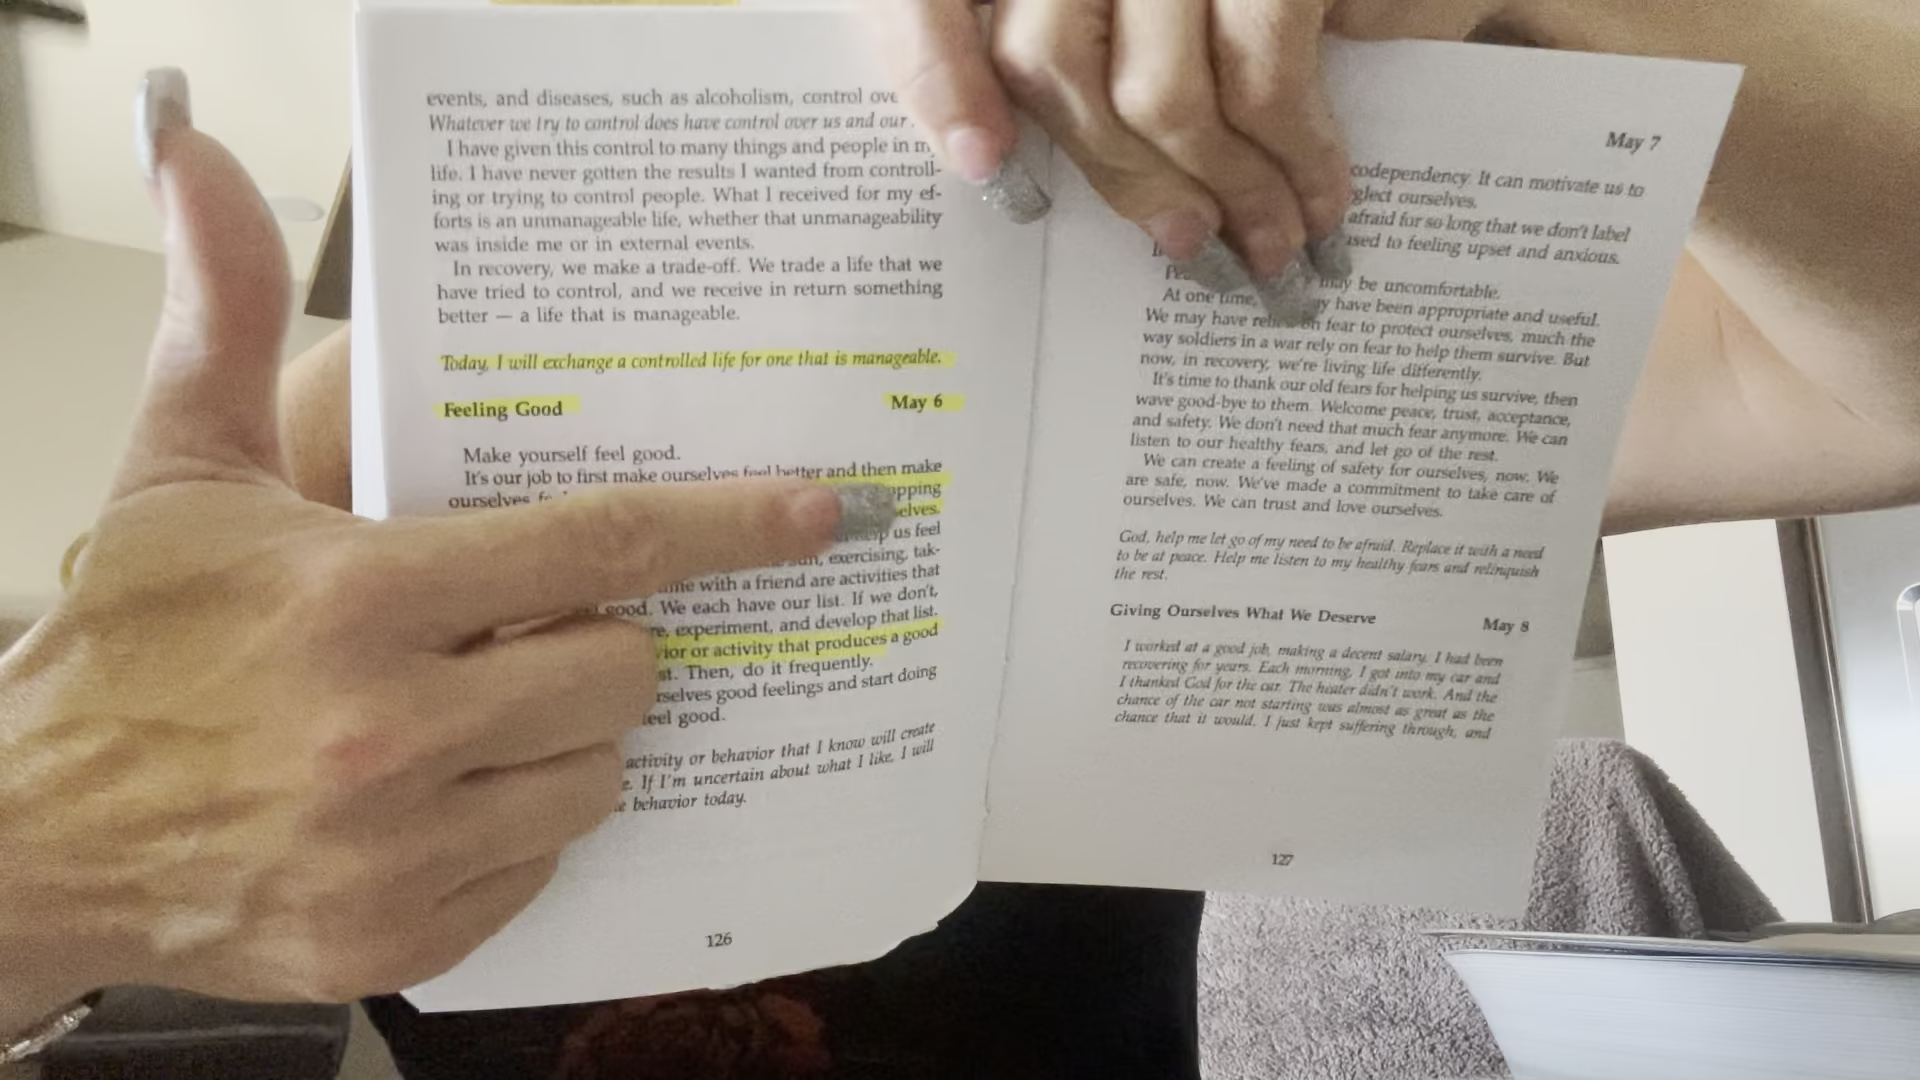 events, and diseases, such as alcoholism, control
Whatever we try to control does have control over us and our
I have given this control to many things and people in
life. I have never gotten the results I wanted from controll-
ing or trying to control people. What I received for my ef-
forts is an unmanageable life, whether that unmanageability
was inside me or in external events.
In recovery, we make a trade-off. We trade a life that we
have tried to control, and we receive in return something
better — a life that is manageable.
Today, I will exchange a controlled life for one that is manageable.
Feeling Good May 6
Make yourself feel good.
It's our job to first make ourselves feel better and then make
ourselves
us feel
exercising, tak-
with a friend are activities that
good. We each have our list. If we don't,
experiment, and develop that list.
or activity that produces a good
Then, do it frequently.
good feelings and start doing
feel good.
activity or behavior that I know will create
If I'm uncertain about what I like, I will
behavior today.
126
May 7
codependency. It can motivate us to
ourselves.
afraid for so long that we don't label
used to feeling upset and anxious.
may be uncomfortable.
At one time, have been appropriate and useful.
We may have relied on fear to protect ourselves, much the
way soldiers in a war rely on fear to help them survive. But
now, in recovery, we're living life differently.
It's time to thank our old fears for helping us survive, then
wave good-bye to them. Welcome peace, trust, acceptance,
and safety. We don't need that much fear anymore. We can
listen to our healthy fears, and let go of the rest.
We can create a feeling of safety for ourselves, now. We
are safe, now. We've made a commitment to take care of
ourselves. We can trust and love ourselves.
God, help me let go of my need to be afraid. Replace it with a need
to be at peace. Help me listen to my healthy fears and relinquish
the rest.
Giving Ourselves What We Deserve May 8
I worked at a good job, making a decent salary. I had been
recovering for years. Each morning, I got into my car and
I thanked God for the car. The heater didn't work. And the
chance of the car not starting was almost as great as the
chance that it would. I just kept suffering through, and
127